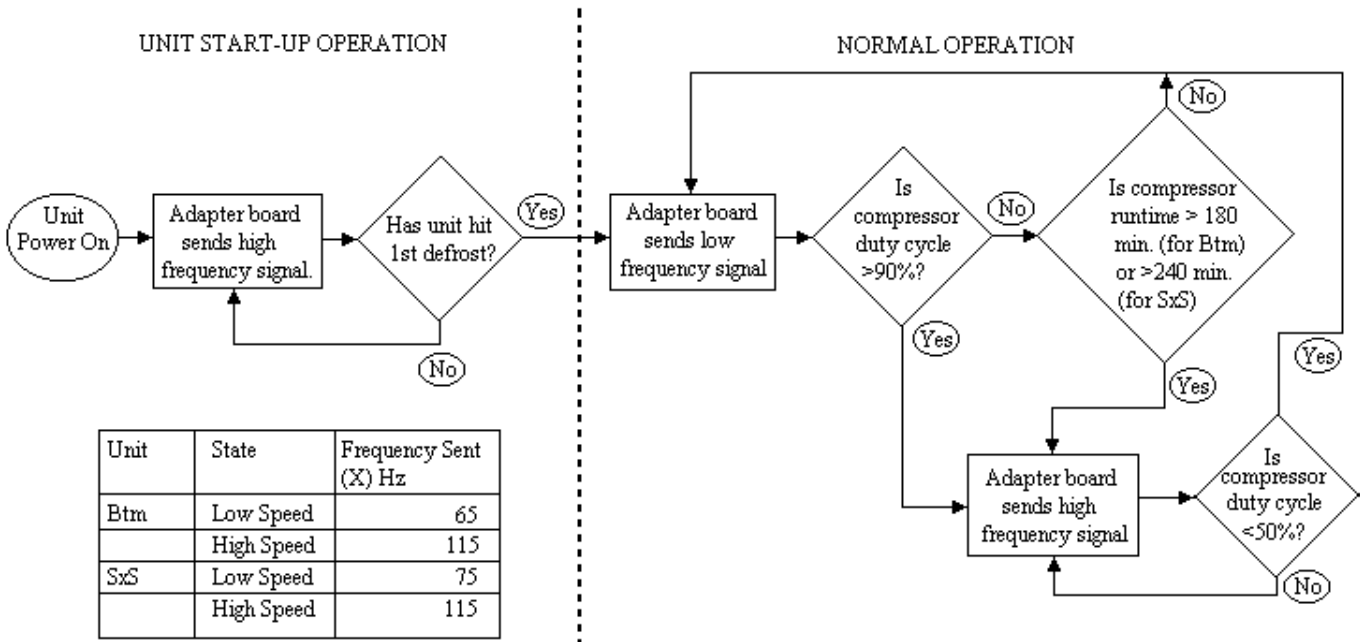 UNIT START-UP OPERATION
NORMAL OPERATION
Unit
Power On
Adapter board
sends high
frequency signal.
Has unit hit
1st defrost?
Yes
No
Adapter board
sends low
frequency signal
Is
compressor
duty cycle
>90%?
No
Yes
Is compressor
runtime > 180
min. (for Btm)
or >240 min.
(for SxS)
No
Yes
Adapter board
sends high
frequency signal
Is
compressor
duty cycle
<50%?
Yes
No
Unit State Frequency Sent
(X) Hz
Btm Low Speed 65
High Speed 115
SxS Low Speed 75
High Speed 115